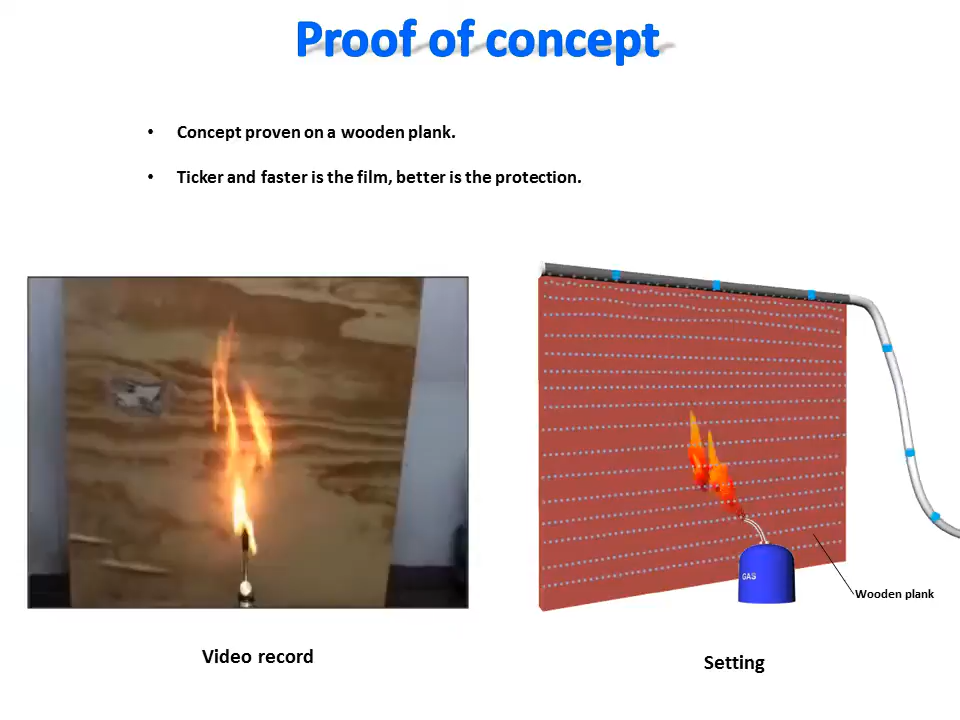 Proof of concept
• Concept proven on a wooden plank.
• Ticker and faster is the film, better is the protection.
GAS
Wooden plank
Video record
Setting